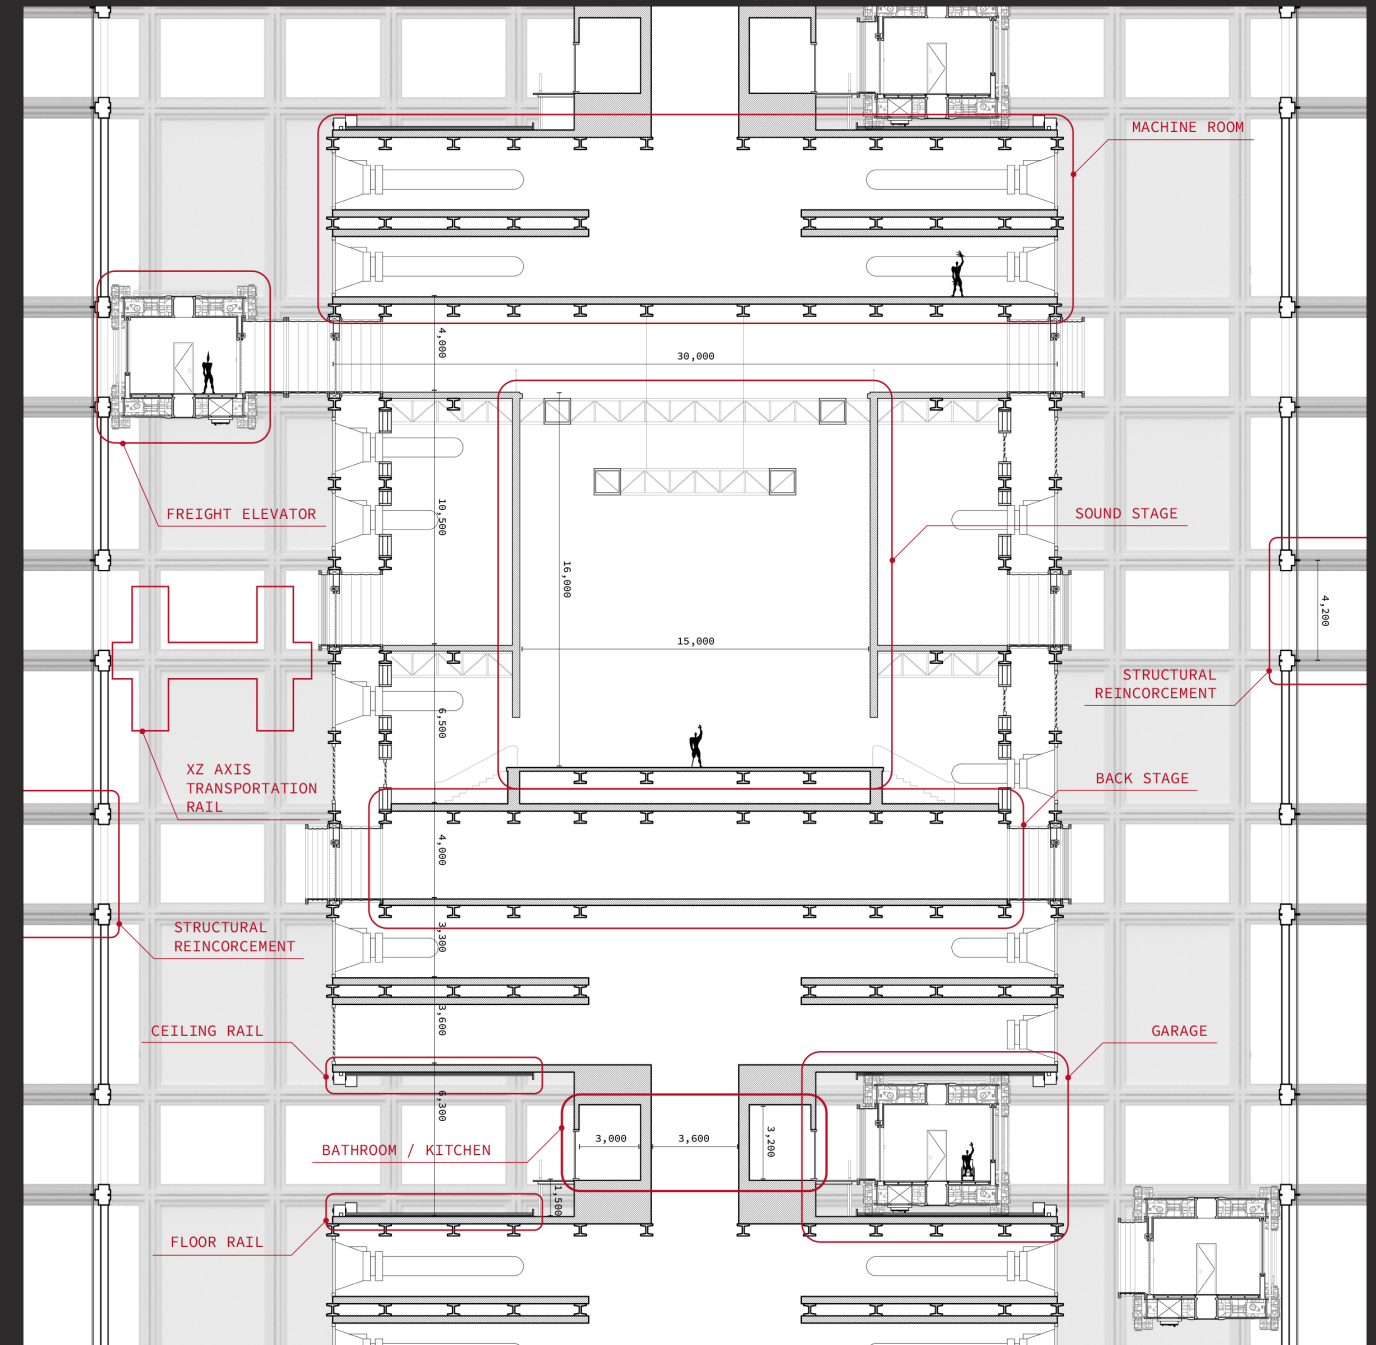 MACHINE ROOM
4,000
30,000
FREIGHT ELEVATOR
10,500
SOUND STAGE
16,000
4,200
15,000
STRUCTURAL
REINCORCEMENT
6,500
XZ AXIS
TRANSPORTATION
RAIL
BACK STAGE
4,000
STRUCTURAL
REINCORCEMENT
3,300
3,600
CEILING RAIL
GARAGE
6,300
BATHROOM / KITCHEN
3,000
3,600
3,200
1,500
FLOOR RAIL